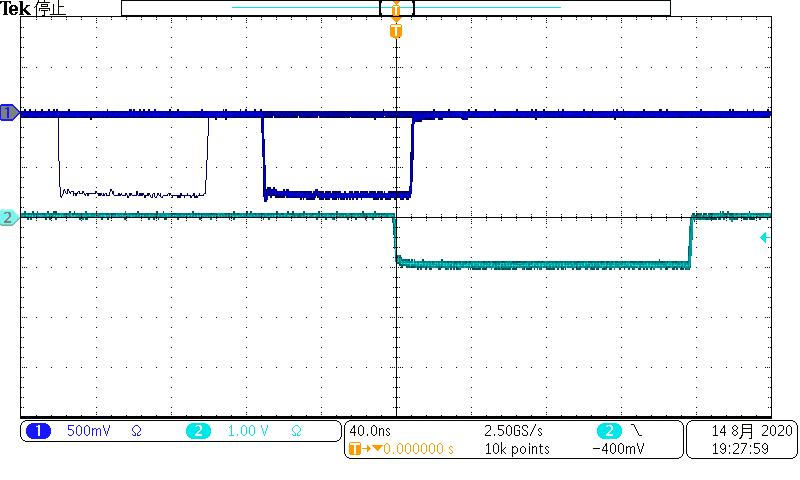 Tek 停止
T
T
1
2
1 500mV Ω 2 1.00 V Ω
40.0ns 2.50GS/s 2
T→▼0.000000 s 10k points −400mV
14 8月 2020
19:27:59